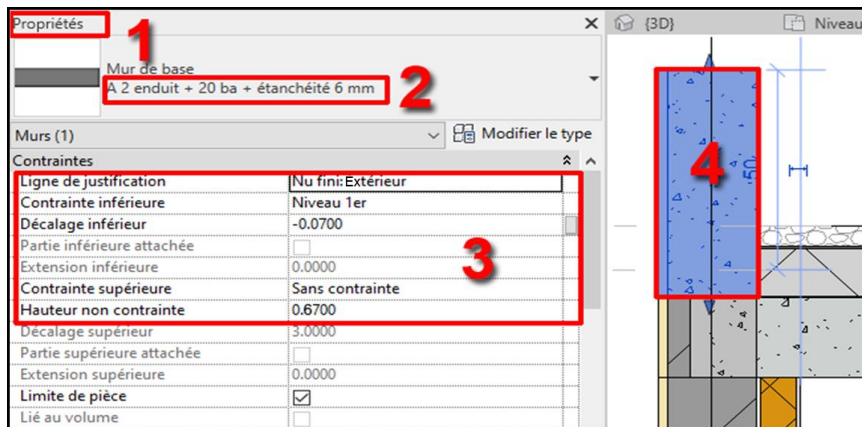 Propriétés
1
Mur de base
A 2 enduit + 20 ba + étanchéité 6 mm
2
Murs (1)
Modifier le type
Contraintes
Ligne de justification Nu fini:Extérieur
Contrainte inférieure Niveau 1er
Décalage inférieur -0.0700
Partie inférieure attachée
Extension inférieure 0.0000
3
Contrainte supérieure Sans contrainte
Hauteur non contrainte 0.6700
Décalage supérieur 3.0000
Partie supérieure attachée
Extension supérieure 0.0000
Limite de pièce
Lié au volume
{3D}
Niveau
4